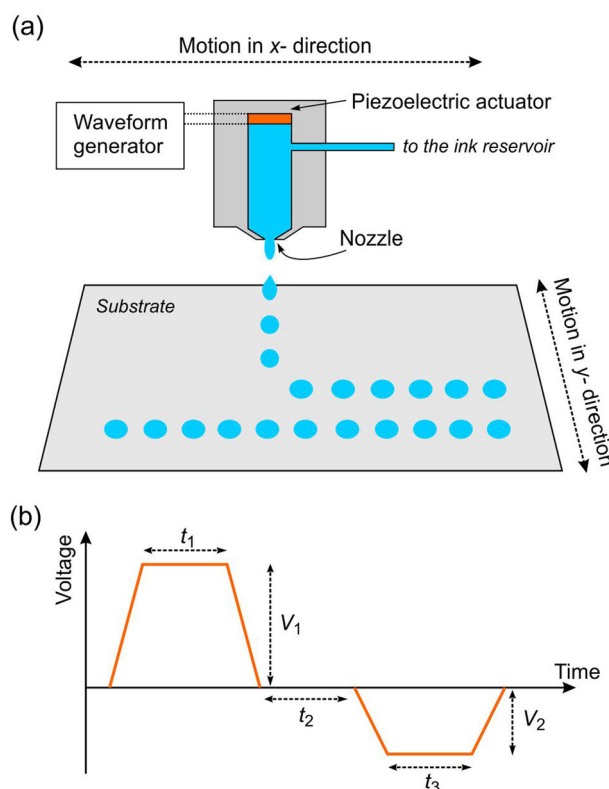 (a)
Motion in x- direction
Piezoelectric actuator
Waveform
generator
to the ink reservoir
Nozzle
Substrate
Motion in y- direction
(b)
Voltage
t1
V1
Time
t2
V2
t3